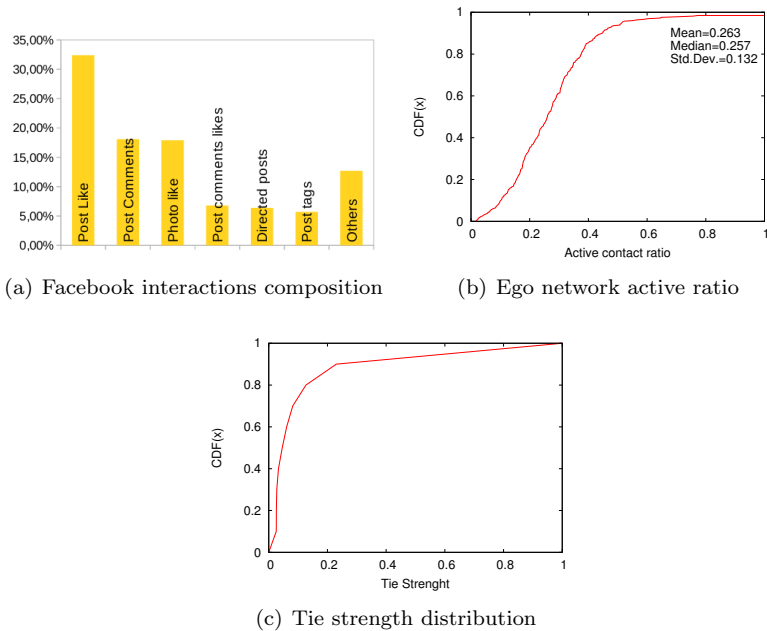 35,00%
30,00%
25,00%
20,00%
15,00%
10,00%
5,00%
0,00%
Post Like
Post Comments
Photo like
Post comments likes
Directed posts
Post tags
Others
(a) Facebook interactions composition
1
0.8
0.6
0.4
0.2
0
CDF(x)
Mean=0.263
Median=0.257
Std.Dev.=0.132
0 0.2 0.4 0.6 0.8 1
Active contact ratio
(b) Ego network active ratio
1
0.8
0.6
0.4
0.2
0
CDF(x)
0 0.2 0.4 0.6 0.8 1
Tie Strenght
(c) Tie strength distribution